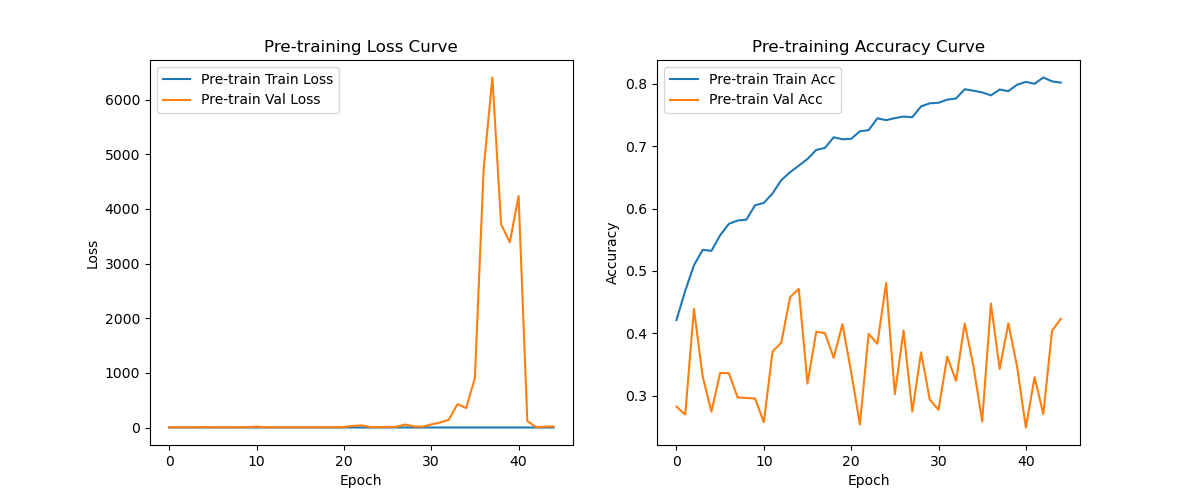 Pre-training Loss Curve
Pre-train Train Loss
Pre-train Val Loss
6000
5000
4000
3000
2000
1000
0
Loss
0 10 20 30 40
Epoch
Pre-training Accuracy Curve
Pre-train Train Acc
Pre-train Val Acc
0.8
0.7
0.6
0.5
0.4
0.3
Accuracy
0 10 20 30 40
Epoch